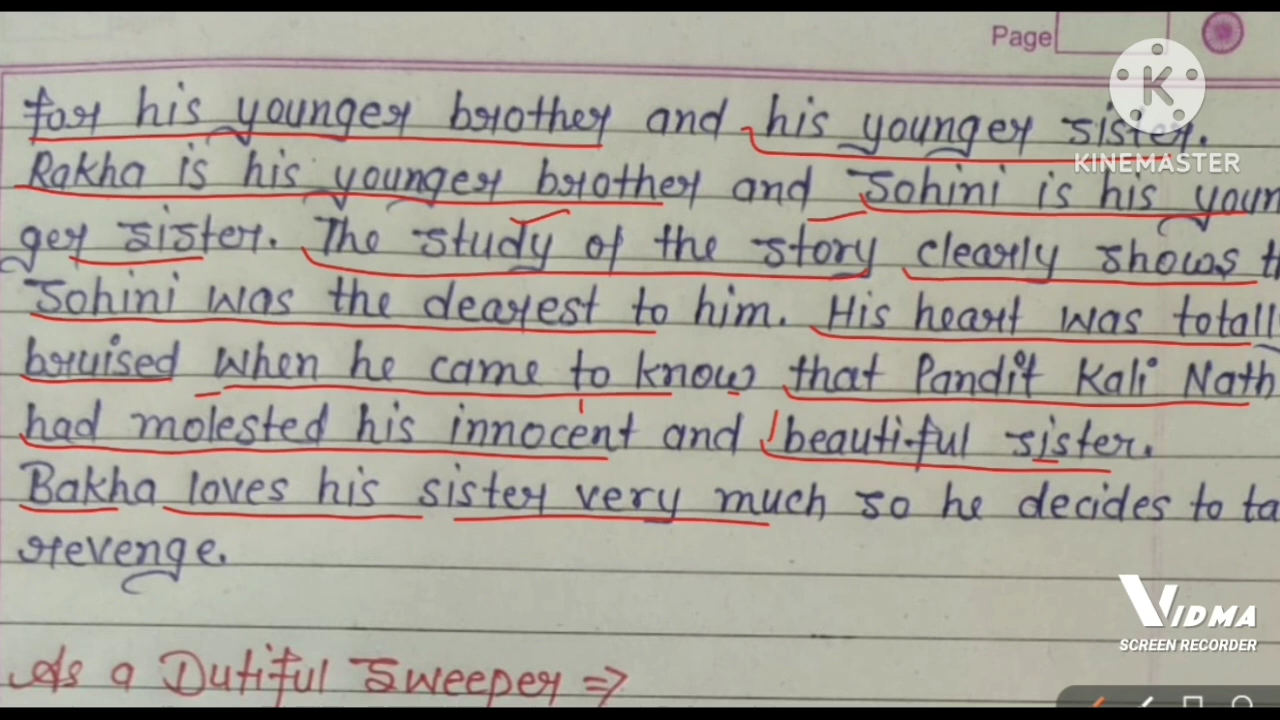 Page
for his younger brother and his younger sister.
KINEMASTER
Rakha is his younger brother and Sohini is his youn
ger sister. The study of the story clearly shows th
Sohini was the dearest to him. His heart was totall
bruised when he came to know that Pandit Kali Nath
had molested his innocent and beautiful sister.
Bakha loves his sister very much so he decides to ta
revenge.
VIDMA
SCREEN RECORDER
As a Dutiful Sweeper ⇒